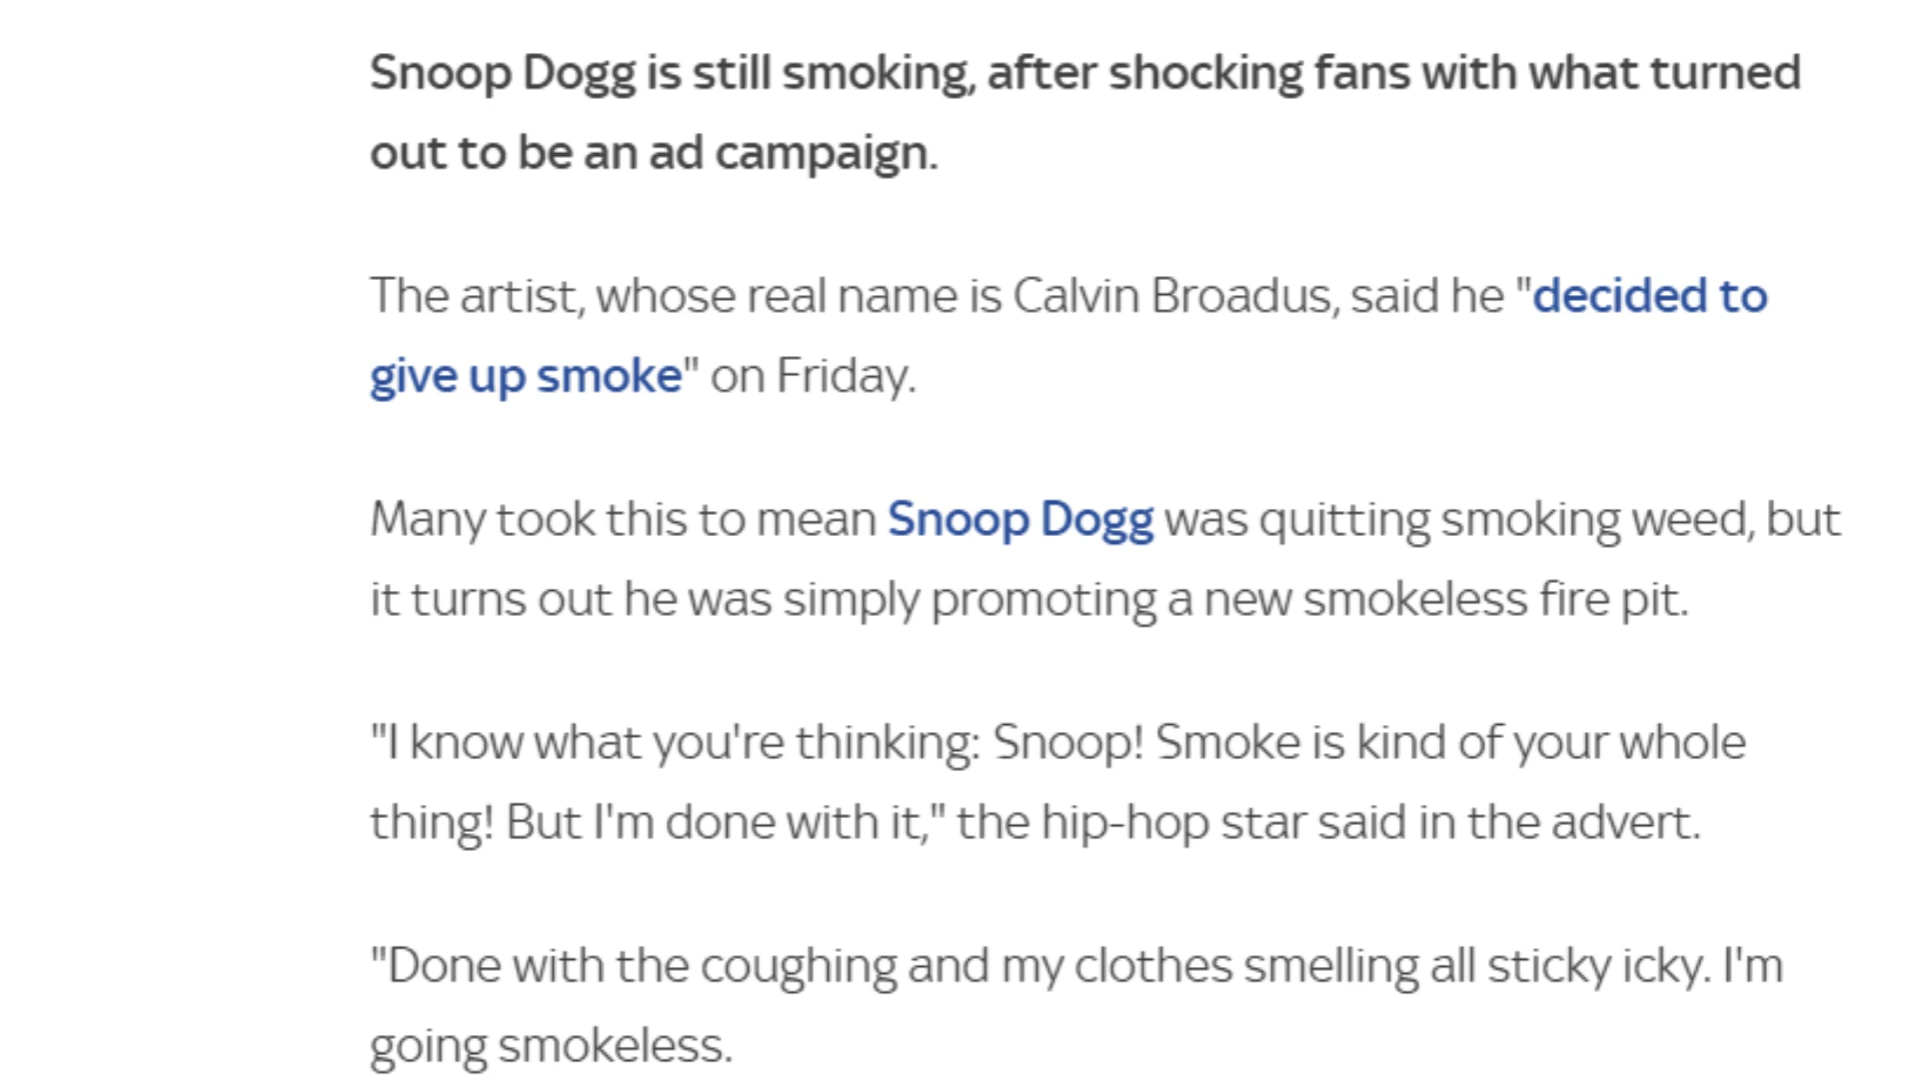 Snoop Dogg is still smoking, after shocking fans with what turned
out to be an ad campaign.
The artist, whose real name is Calvin Broadus, said he "decided to
give up smoke" on Friday.
Many took this to mean Snoop Dogg was quitting smoking weed, but
it turns out he was simply promoting a new smokeless fire pit.
"I know what you're thinking: Snoop! Smoke is kind of your whole
thing! But I'm done with it," the hip-hop star said in the advert.
"Done with the coughing and my clothes smelling all sticky icky. I'm
going smokeless.